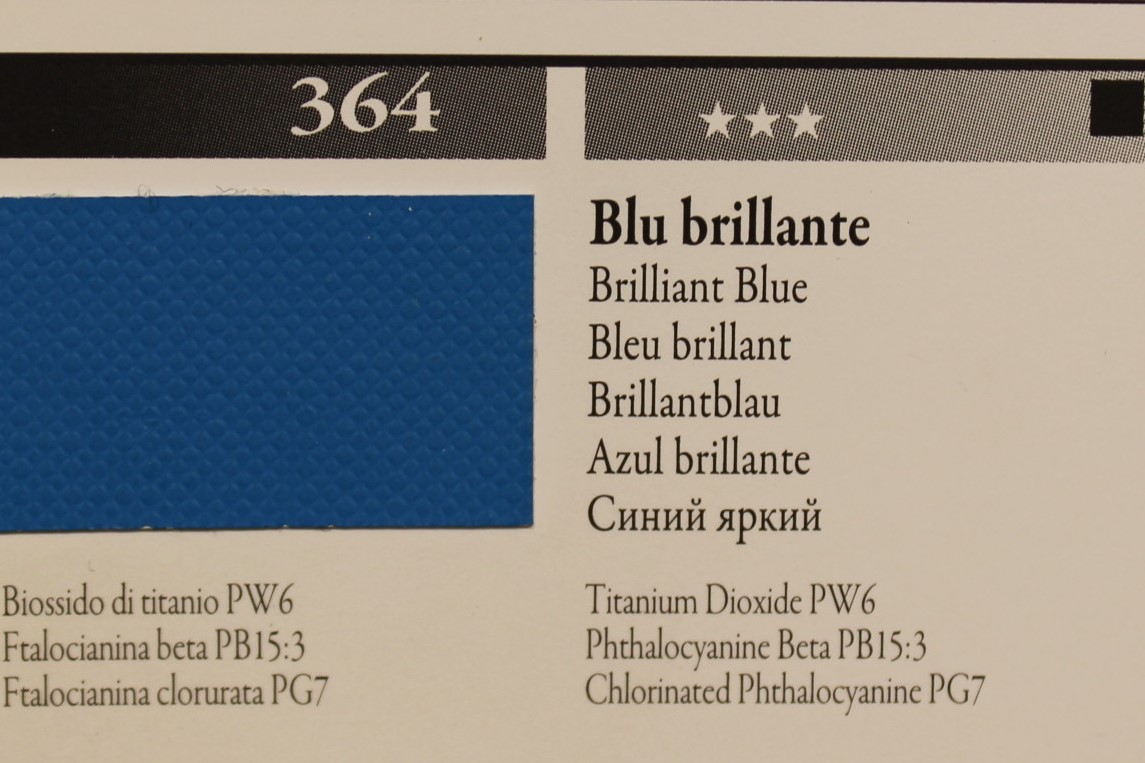 364
★★★
Blu brillante
Brilliant Blue
Bleu brillant
Brillantblau
Azul brillante
Синий яркий
Biossido di titanio PW6
Ftalocianina beta PB15:3
Ftalocianina clorurata PG7
Titanium Dioxide PW6
Phthalocyanine Beta PB15:3
Chlorinated Phthalocyanine PG7